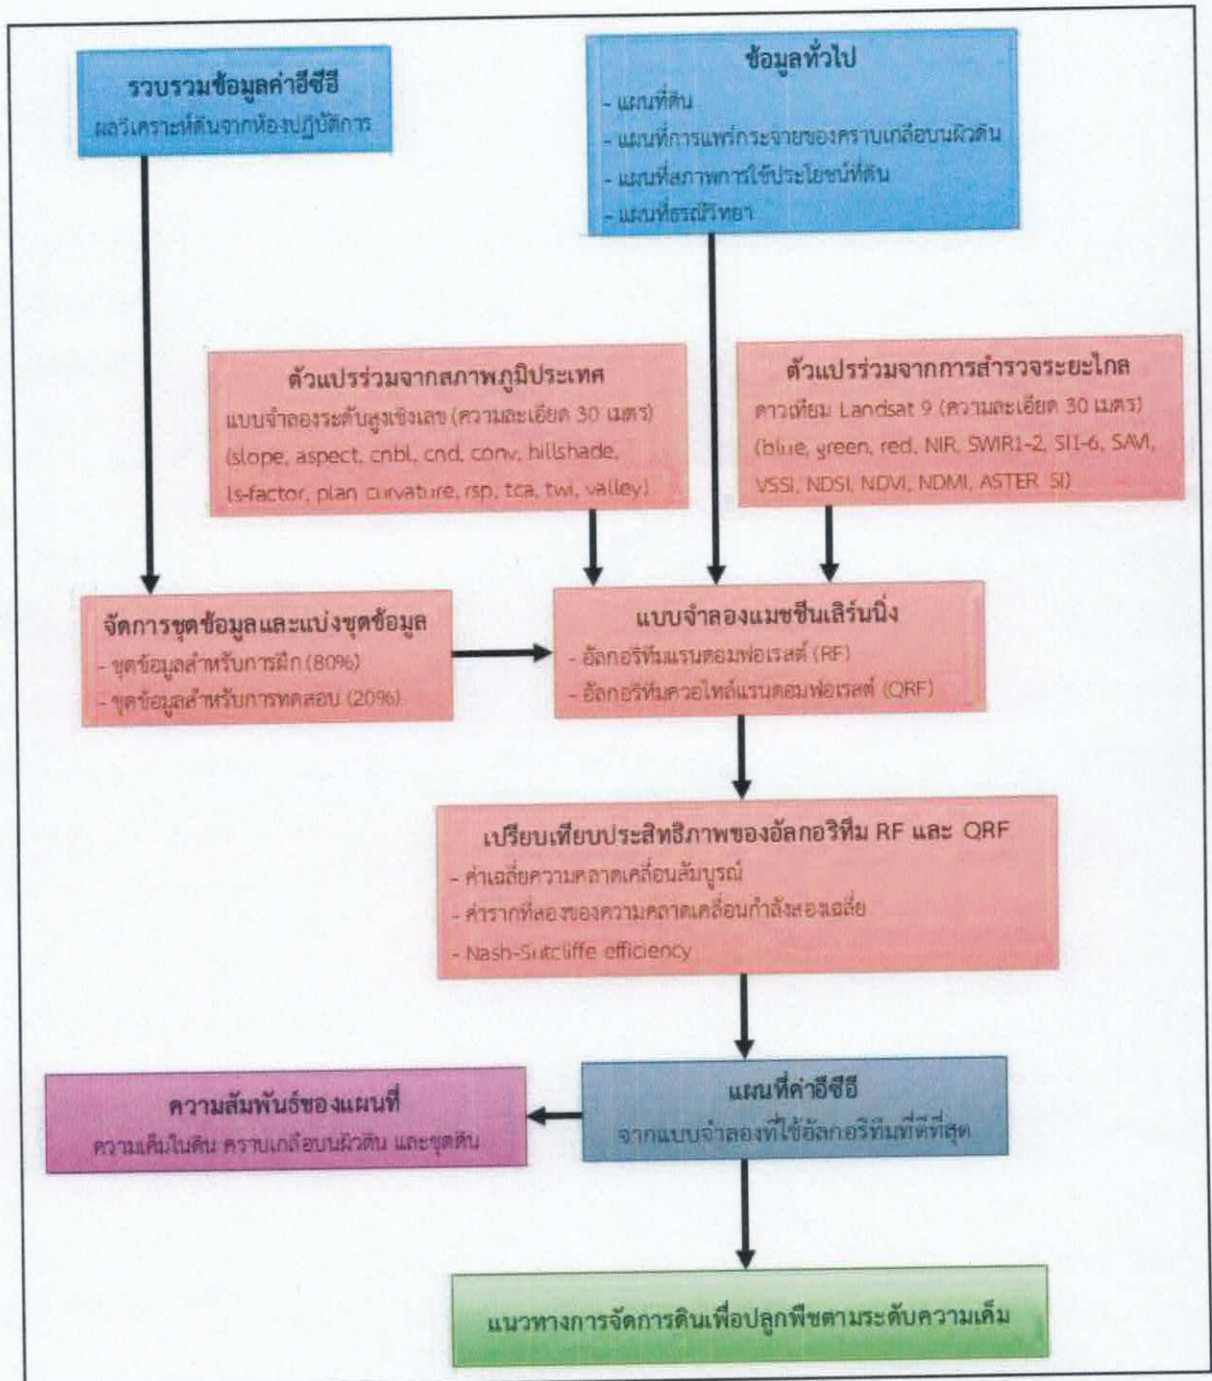 รวบรวมข้อมูลค่าอีซีอี
ผลวิเคราะห์ดินจากห้องปฏิบัติการ
ข้อมูลทั่วไป
- แผนที่ดิน
- แผนที่การแพร่กระจายของคราบเกลือบนผิวดิน
- แผนที่สภาพการใช้ประโยชน์ที่ดิน
- แผนที่ธรณีวิทยา
ตัวแปรร่วมจากสภาพภูมิประเทศ
แบบจำลองระดับสูงเชิงเลข (ความละเอียด 30 เมตร)
(slope, aspect, cnbl, cnd, conv, hillshade,
ls-factor, plan curvature, rsp, tca, twi, valley)
ตัวแปรร่วมจากการสำรวจระยะไกล
ดาวเทียม Landsat 9 (ความละเอียด 30 เมตร)
(blue, green, red, NIR, SWIR1-2, SI1-6, SAVI,
VSSI, NDSI, NDVI, NDMI, ASTER_SI)
จัดการชุดข้อมูลและแบ่งชุดข้อมูล
- ชุดข้อมูลสำหรับการฝึก (80%)
- ชุดข้อมูลสำหรับการทดสอบ (20%)
แบบจำลองแมชชีนเลิร์นนิ่ง
- อัลกอริทึมแรนดอมฟอเรสต์ (RF)
- อัลกอริทึมควอไทล์แรนดอมฟอเรสต์ (QRF)
เปรียบเทียบประสิทธิภาพของอัลกอริทึม RF และ QRF
- ค่าเฉลี่ยความคลาดเคลื่อนสัมบูรณ์
- ค่ารากที่สองของความคลาดเคลื่อนกำลังสองเฉลี่ย
- Nash-Sutcliffe efficiency
แผนที่ค่าอีซีอี
จากแบบจำลองที่ใช้อัลกอริทึมที่ดีที่สุด
ความสัมพันธ์ของแผนที่
ความเค็มในดิน คราบเกลือบนผิวดิน และชุดดิน
แนวทางการจัดการดินเพื่อปลูกพืชตามระดับความเค็ม